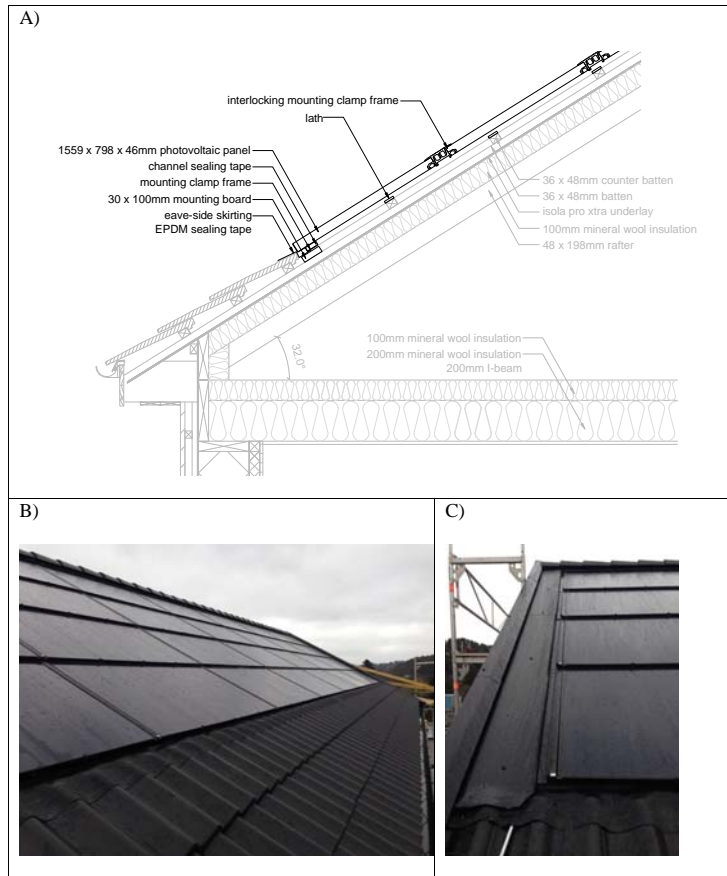 A)
interlocking mounting clamp frame
lath
1559 x 798 x 46mm photovoltaic panel
channel sealing tape
mounting clamp frame
30 x 100mm mounting board
eave-side skirting
EPDM sealing tape
36 x 48mm counter batten
36 x 48mm batten
isola pro xtra underlay
100mm mineral wool insulation
48 x 198mm rafter
32.0°
100mm mineral wool insulation
200mm mineral wool insulation
200mm I-beam
B)
C)